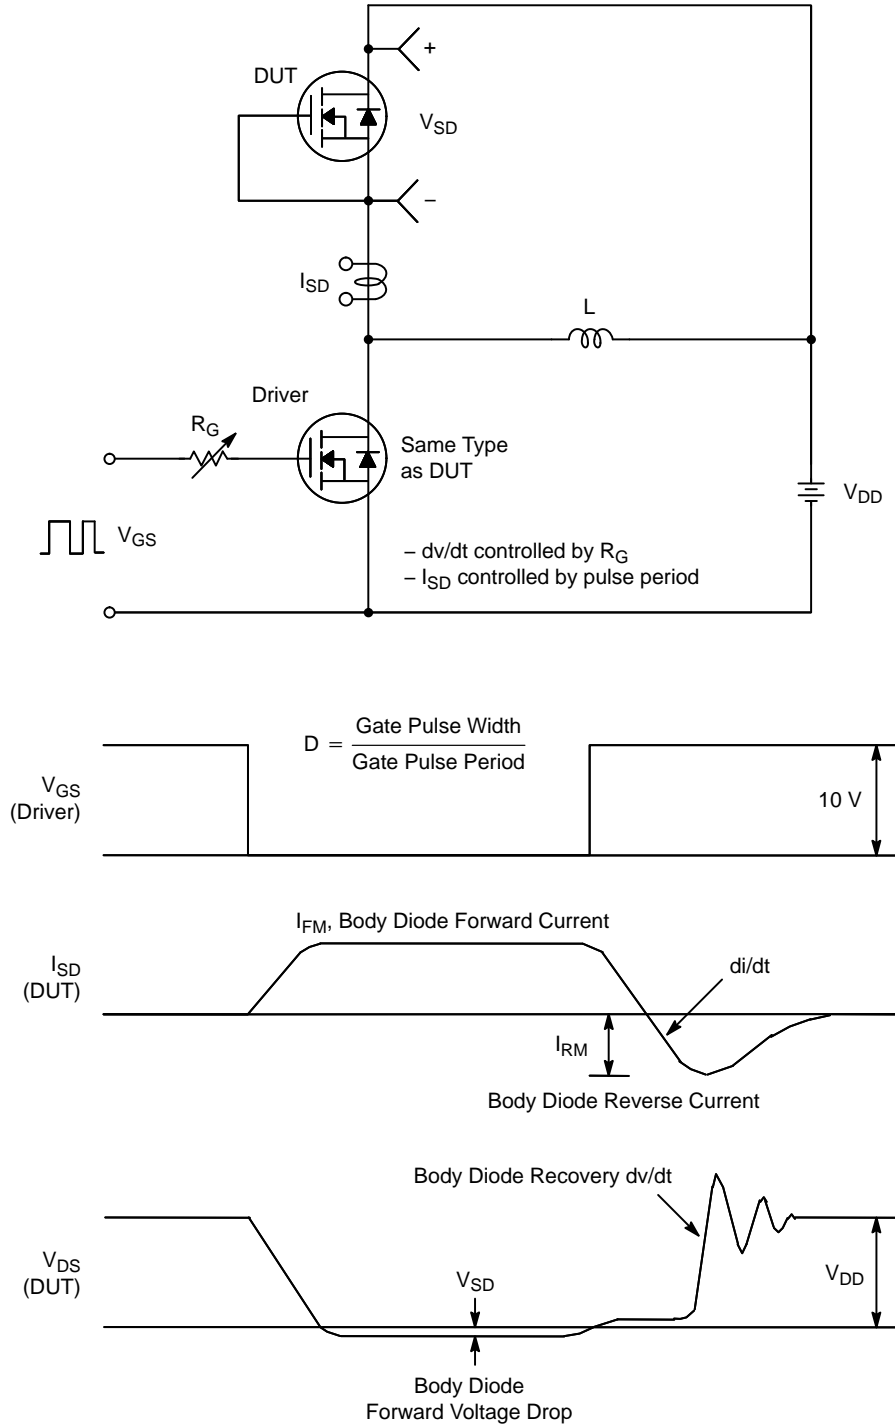 +
DUT
V_SD
–
I_SD
L
Driver
R_G
Same Type
as DUT
V_DD
V_GS
– dv/dt controlled by R_G
– I_SD controlled by pulse period
D = Gate Pulse Width
Gate Pulse Period
V_GS
(Driver)
10 V
I_FM, Body Diode Forward Current
I_SD
(DUT)
di/dt
I_RM
Body Diode Reverse Current
Body Diode Recovery dv/dt
V_DS
(DUT)
V_SD
V_DD
Body Diode
Forward Voltage Drop